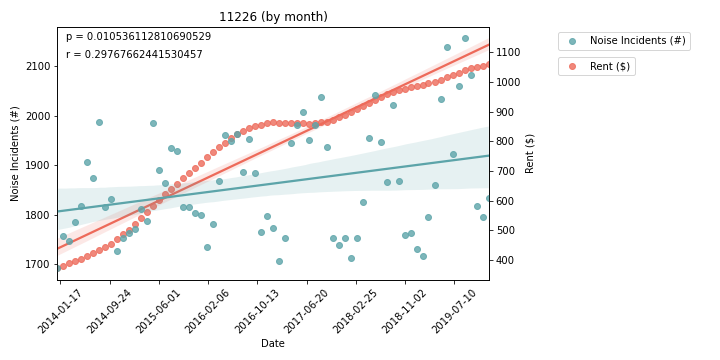 11226 (by month)
p = 0.010536112810690529
r = 0.29767662441530457
Noise Incidents (#)
Rent ($)
Noise Incidents (#)
2100
2000
1900
1800
1700
1100
1000
900
800
700
600
500
400
Rent ($)
2014-01-17
2014-09-24
2015-06-01
2016-02-06
2016-10-13
2017-06-20
2018-02-25
2018-11-02
2019-07-10
Date